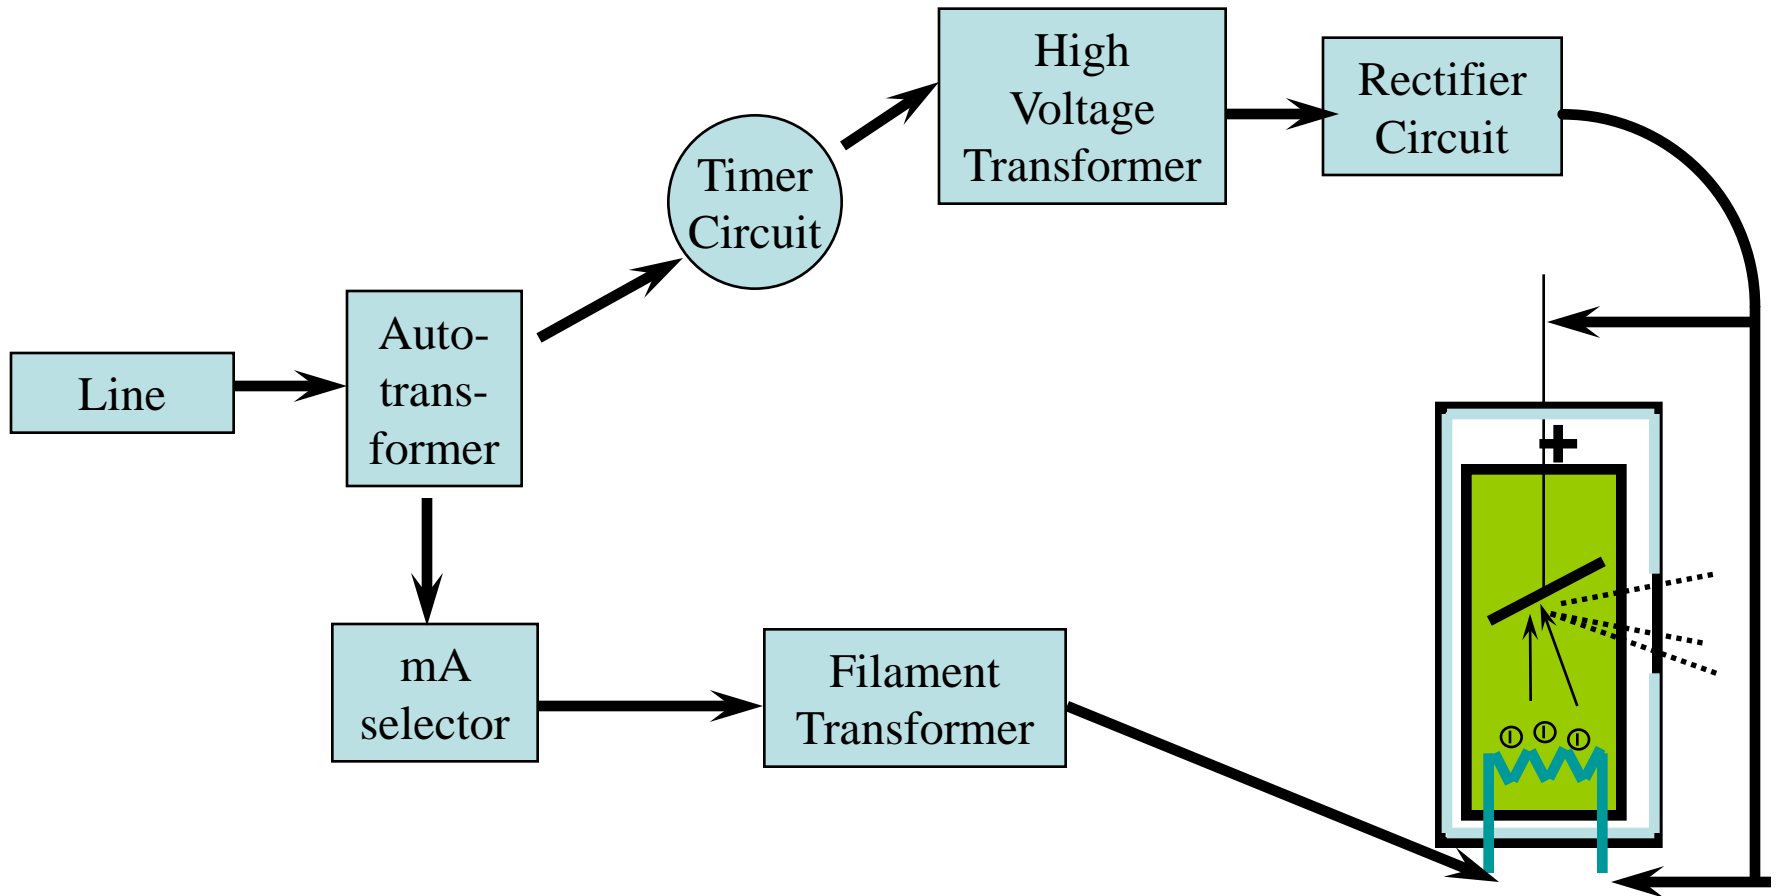 High
Voltage
Transformer
Rectifier
Circuit
Timer
Circuit
Auto-
trans-
former
Line
+
mA
selector
Filament
Transformer